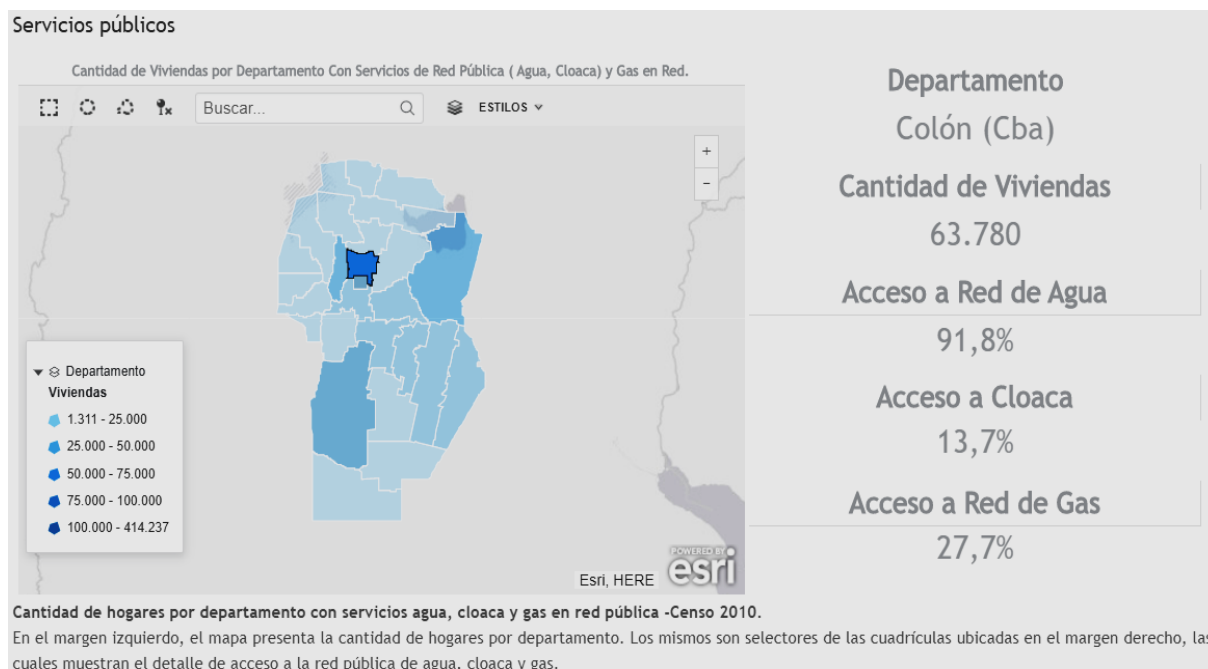 Servicios públicos
Cantidad de Viviendas por Departamento Con Servicios de Red Pública ( Agua, Cloaca) y Gas en Red.
Buscar...
ESTILOS
+
-
Departamento
Viviendas
1.311 - 25.000
25.000 - 50.000
50.000 - 75.000
75.000 - 100.000
100.000 - 414.237
POWERED BY
esri
Esri, HERE
Departamento
Colón (Cba)
Cantidad de Viviendas
63.780
Acceso a Red de Agua
91,8%
Acceso a Cloaca
13,7%
Acceso a Red de Gas
27,7%
Cantidad de hogares por departamento con servicios agua, cloaca y gas en red pública -Censo 2010.
En el margen izquierdo, el mapa presenta la cantidad de hogares por departamento. Los mismos son selectores de las cuadrículas ubicadas en el margen derecho, las
cuales muestran el detalle de acceso a la red pública de agua, cloaca y gas.